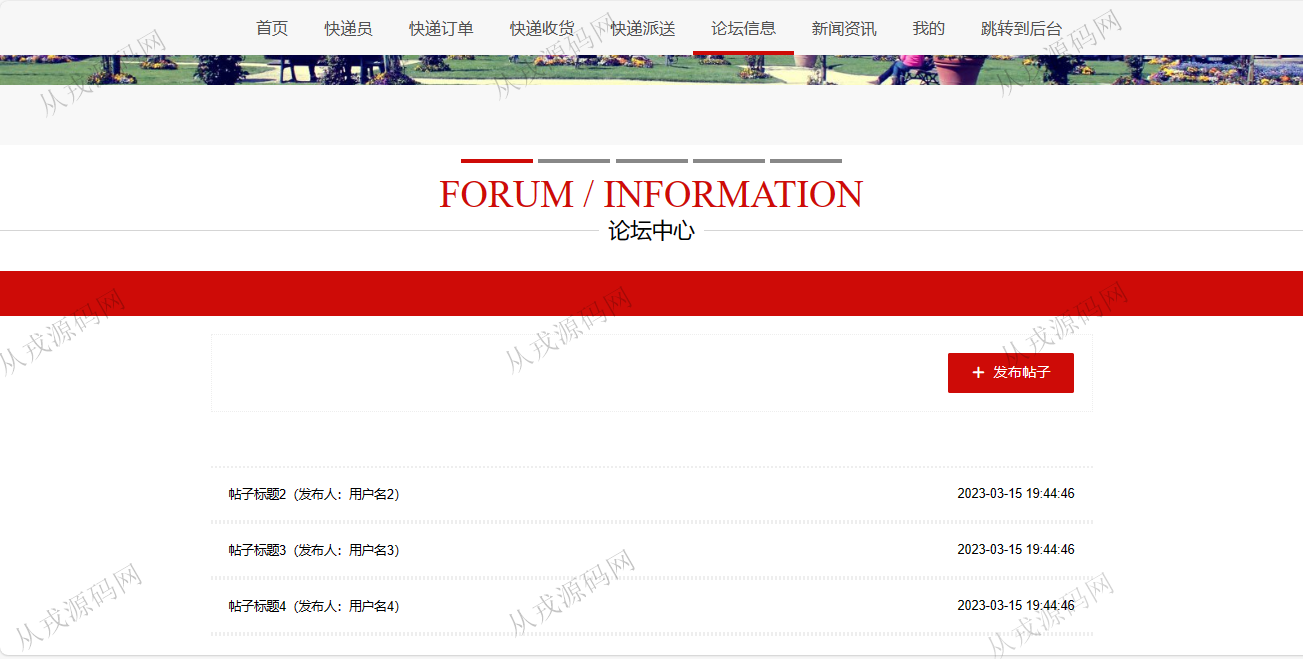 首页 快递员 快递订单 快递收货 快递派送 论坛信息 新闻资讯 我的 跳转到后台
从戎源码网 从戎源码网 从戎源码网
FORUM / INFORMATION
论坛中心
从戎源码网 从戎源码网 从戎源码网
+ 发布帖子
帖子标题2（发布人：用户名2） 2023-03-15 19:44:46
帖子标题3（发布人：用户名3） 2023-03-15 19:44:46
帖子标题4（发布人：用户名4） 2023-03-15 19:44:46
从戎源码网 从戎源码网 从戎源码网